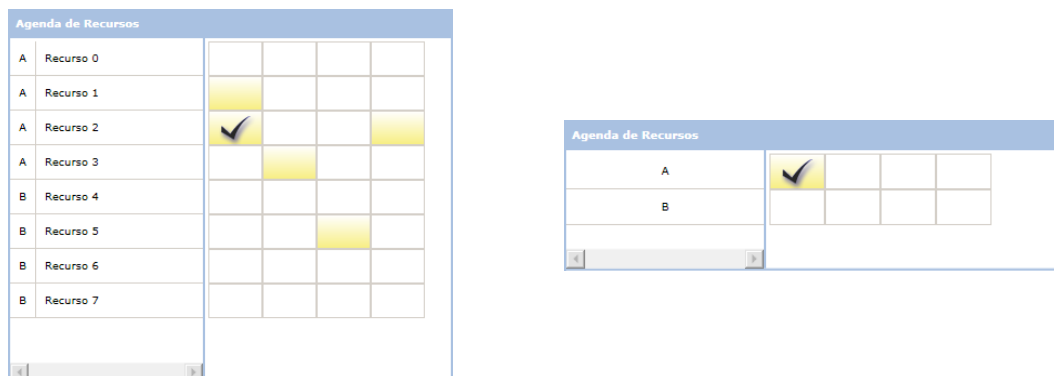 Agenda de Recursos
A Recurso 0
A Recurso 1
A Recurso 2
A Recurso 3
B Recurso 4
B Recurso 5
B Recurso 6
B Recurso 7
Agenda de Recursos
A
B